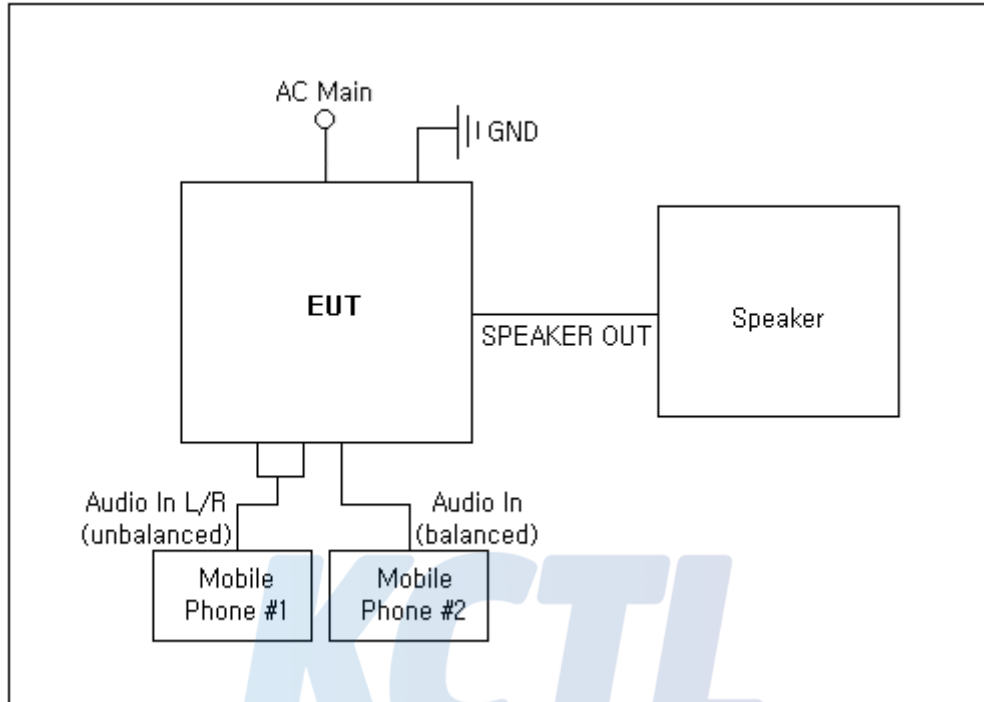 AC Main
GND
EUT
SPEAKER OUT
Speaker
Audio In L/R
(unbalanced)
Audio In
(balanced)
Mobile
Phone #1
Mobile
Phone #2
KCTL